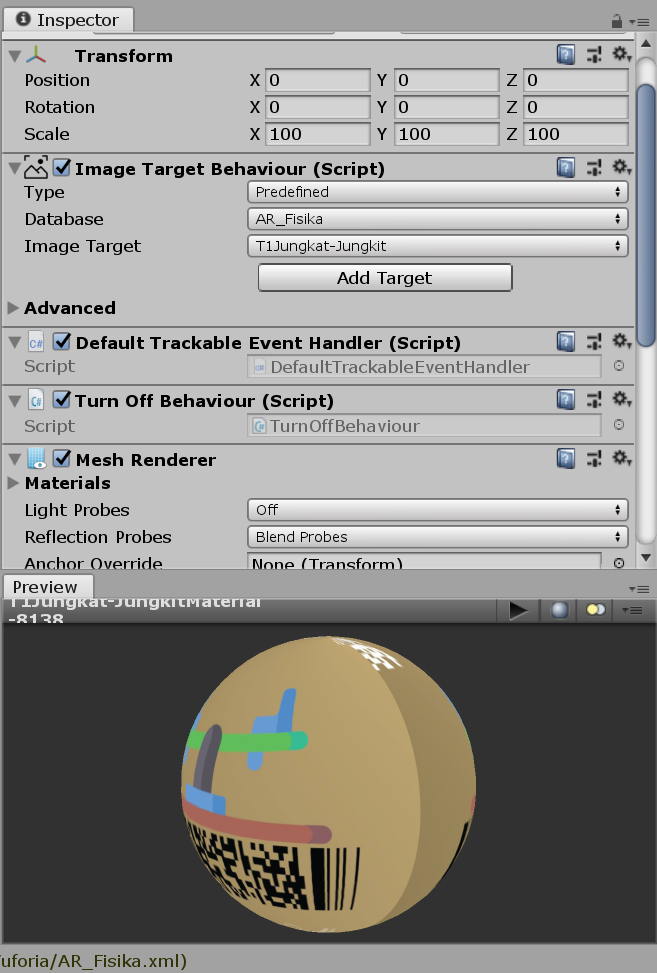 Inspector
Transform
Position X 0 Y 0 Z 0
Rotation X 0 Y 0 Z 0
Scale X 100 Y 100 Z 100
Image Target Behaviour (Script)
Type Predefined
Database AR_Fisika
Image Target T1Jungkat-Jungkit
Add Target
Advanced
C# Default Trackable Event Handler (Script)
Script C# DefaultTrackableEventHandler
C# Turn Off Behaviour (Script)
Script C# TurnOffBehaviour
Mesh Renderer
Materials
Light Probes Off
Reflection Probes Blend Probes
Anchor Override None (Transform)
Preview
T1Jungkat-JungkitMaterial
-8138
uforia/AR_Fisika.xml)